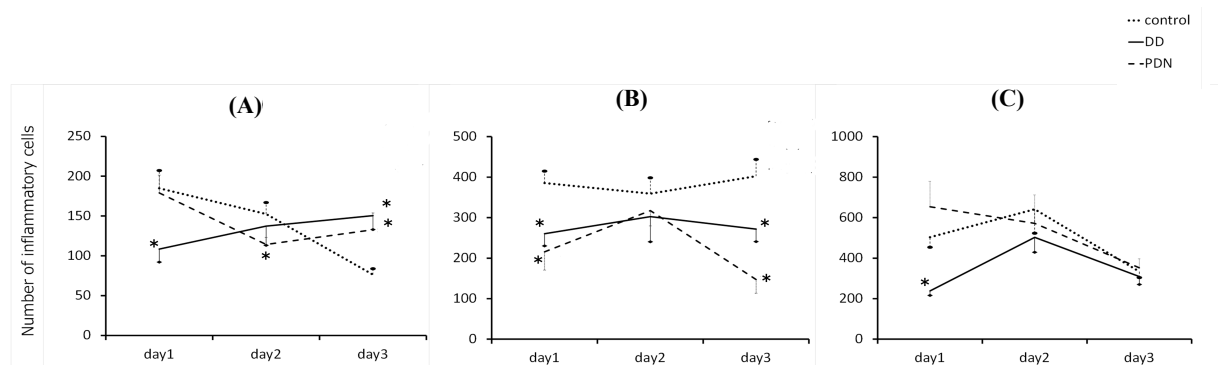 control
DD
PDN
(A)
(B)
(C)
Number of inflammatory cells
250
200
150
100
50
0
*
*
*
*
day1
day2
day3
500
400
300
200
100
0
*
*
*
*
day1
day2
day3
1000
800
600
400
200
0
*
day1
day2
day3